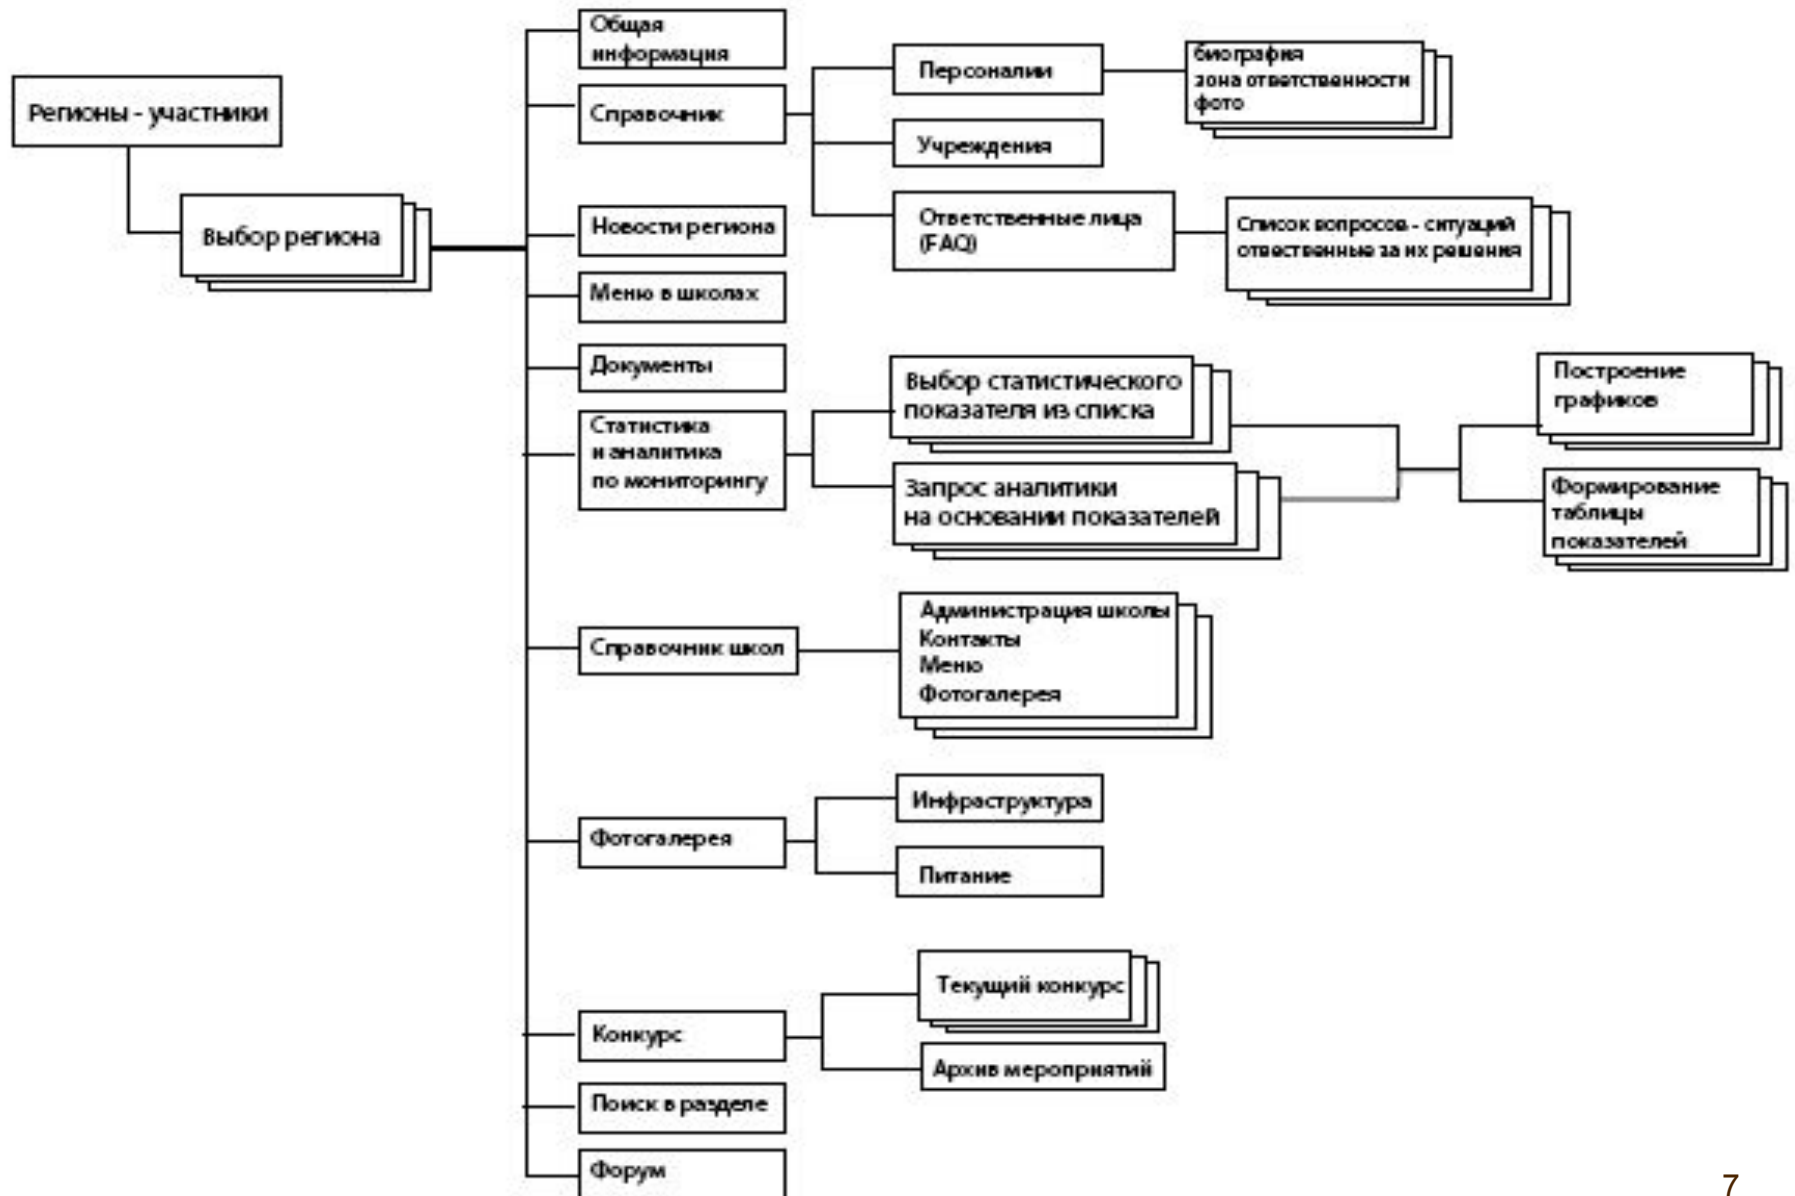 Регионы - участники
Выбор региона
Общая
информация
Справочник
Персоналии
биография
зона ответственности
фото
Учреждения
Ответственные лица
(FAQ)
Список вопросов - ситуаций
отвественные за их решения
Новости региона
Меню в школах
Документы
Статистика
и аналитика
по мониторингу
Выбор статистического
показателя из списка
Запрос аналитики
на основании показателей
Построение
графиков
Формирование
таблицы
показателей
Справочник школ
Администрация школы
Контакты
Меню
Фотогалерея
Фотогалерея
Инфраструктура
Питание
Конкурс
Текущий конкурс
Архив мероприятий
Поиск в разделе
Форум
7